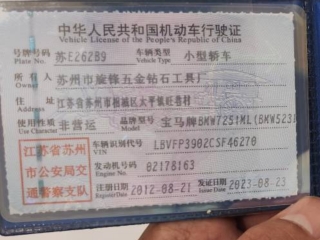 中华人民共和国机动车行驶证
Vehicle License of the People's Republic of China
号牌号码 苏E262B9 车辆类型 小型轿车
Plate No. Vehicle Type
所有人 苏州市旋锋五金钻石工具厂
Owner
住址 江苏省苏州市相城区太平镇旺巷村
Address
使用性质 非营运 品牌型号 宝马牌BMW7251ML(BMW523l
Use Character Model
江苏省苏州 车辆识别代号 LBVFP3902CSF46278
VIN
市公安局交 发动机号码 82178163
Engine No.
通警察支队 注册日期 2012-08-21 发证日期 2023-08-23
Register Date Issue Date